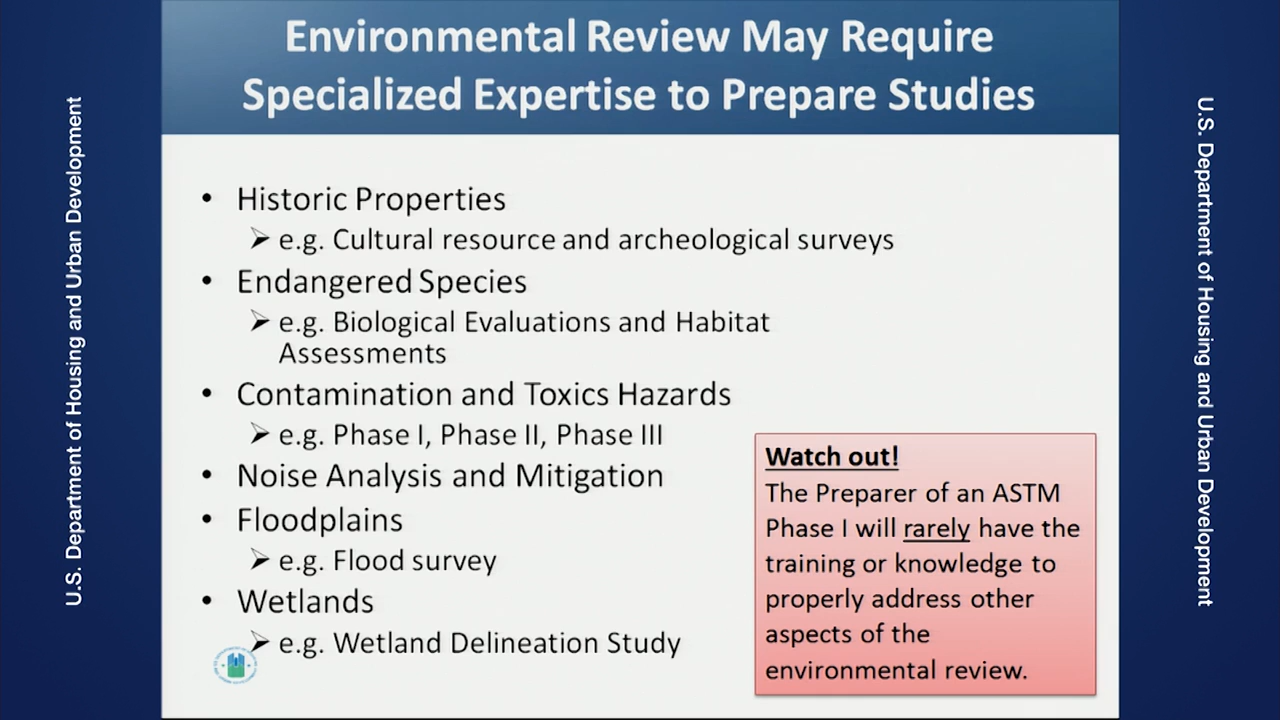 Environmental Review May Require
Specialized Expertise to Prepare Studies
U.S. Department of Housing and Urban Development
• Historic Properties
➢ e.g. Cultural resource and archeological surveys
• Endangered Species
➢ e.g. Biological Evaluations and Habitat
Assessments
• Contamination and Toxics Hazards
➢ e.g. Phase I, Phase II, Phase III
• Noise Analysis and Mitigation
• Floodplains
➢ e.g. Flood survey
• Wetlands
➢ e.g. Wetland Delineation Study
Watch out!
The Preparer of an ASTM
Phase I will rarely have the
training or knowledge to
properly address other
aspects of the
environmental review.
U.S. Department of Housing and Urban Development